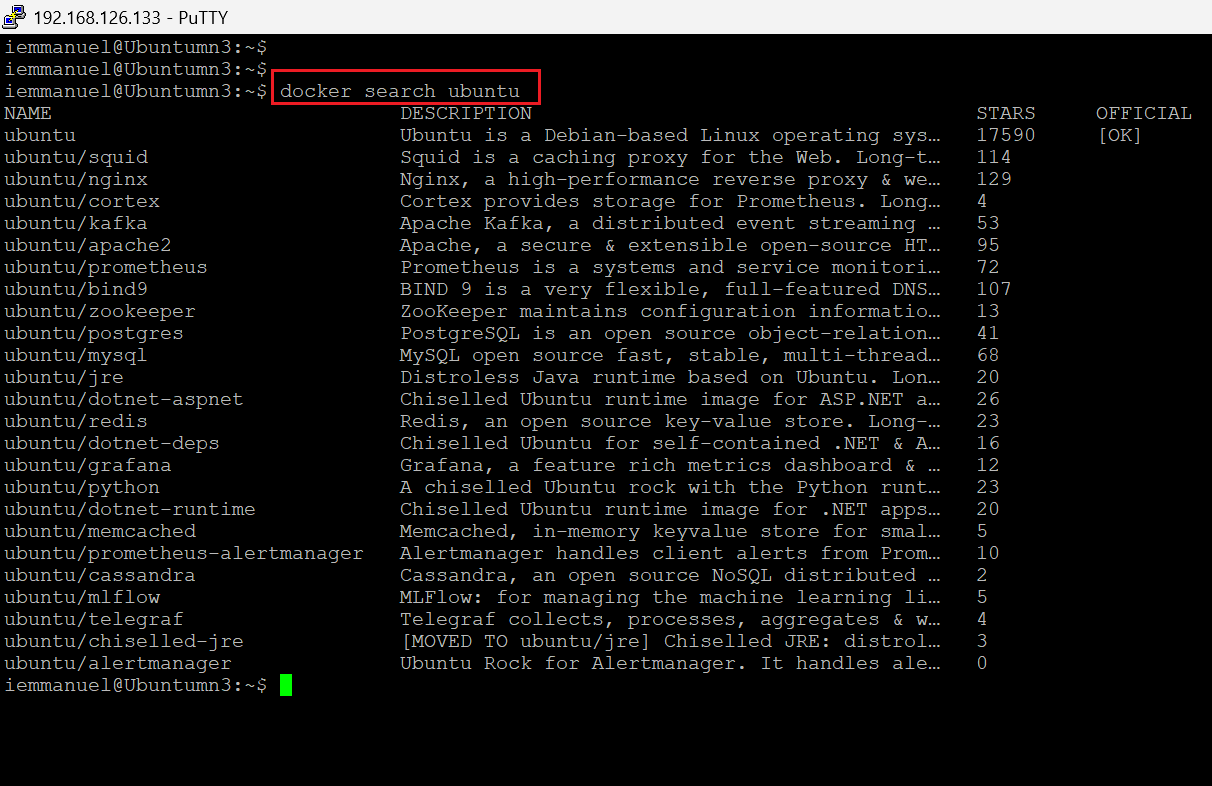 192.168.126.133 - PuTTY
iemmanuel@Ubuntumn3:~$
iemmanuel@Ubuntumn3:~$
iemmanuel@Ubuntumn3:~$ docker search ubuntu
NAME DESCRIPTION STARS OFFICIAL
ubuntu Ubuntu is a Debian-based Linux operating sys… 17590 [OK]
ubuntu/squid Squid is a caching proxy for the Web. Long-t… 114
ubuntu/nginx Nginx, a high-performance reverse proxy & we… 129
ubuntu/cortex Cortex provides storage for Prometheus. Long… 4
ubuntu/kafka Apache Kafka, a distributed event streaming … 53
ubuntu/apache2 Apache, a secure & extensible open-source HT… 95
ubuntu/prometheus Prometheus is a systems and service monitori… 72
ubuntu/bind9 BIND 9 is a very flexible, full-featured DNS… 107
ubuntu/zookeeper ZooKeeper maintains configuration informatio… 13
ubuntu/postgres PostgreSQL is an open source object-relation… 41
ubuntu/mysql MySQL open source fast, stable, multi-thread… 68
ubuntu/jre Distroless Java runtime based on Ubuntu. Lon… 20
ubuntu/dotnet-aspnet Chiselled Ubuntu runtime image for ASP.NET a… 26
ubuntu/redis Redis, an open source key-value store. Long-… 23
ubuntu/dotnet-deps Chiselled Ubuntu for self-contained .NET & A… 16
ubuntu/grafana Grafana, a feature rich metrics dashboard & … 12
ubuntu/python A chiselled Ubuntu rock with the Python runt… 23
ubuntu/dotnet-runtime Chiselled Ubuntu runtime image for .NET apps… 20
ubuntu/memcached Memcached, in-memory keyvalue store for smal… 5
ubuntu/prometheus-alertmanager Alertmanager handles client alerts from Prom… 10
ubuntu/cassandra Cassandra, an open source NoSQL distributed … 2
ubuntu/mlflow MLFlow: for managing the machine learning li… 5
ubuntu/telegraf Telegraf collects, processes, aggregates & w… 4
ubuntu/chiselled-jre [MOVED TO ubuntu/jre] Chiselled JRE: distrol… 3
ubuntu/alertmanager Ubuntu Rock for Alertmanager. It handles ale… 0
iemmanuel@Ubuntumn3:~$